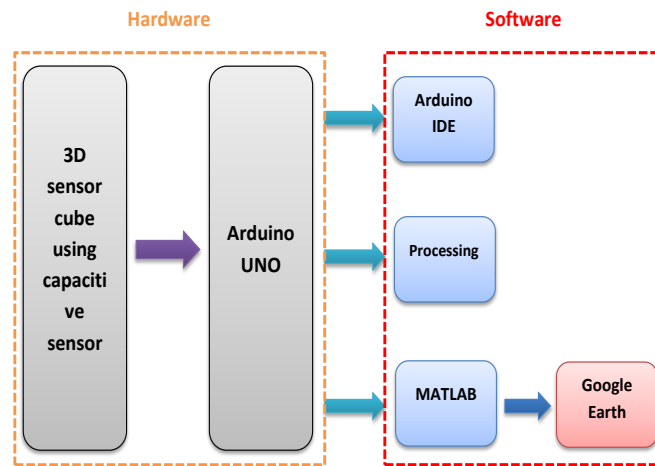 Hardware
Software
3D
sensor
cube
using
capaciti
ve
sensor
Arduino
UNO
Arduino
IDE
Processing
MATLAB
Google
Earth